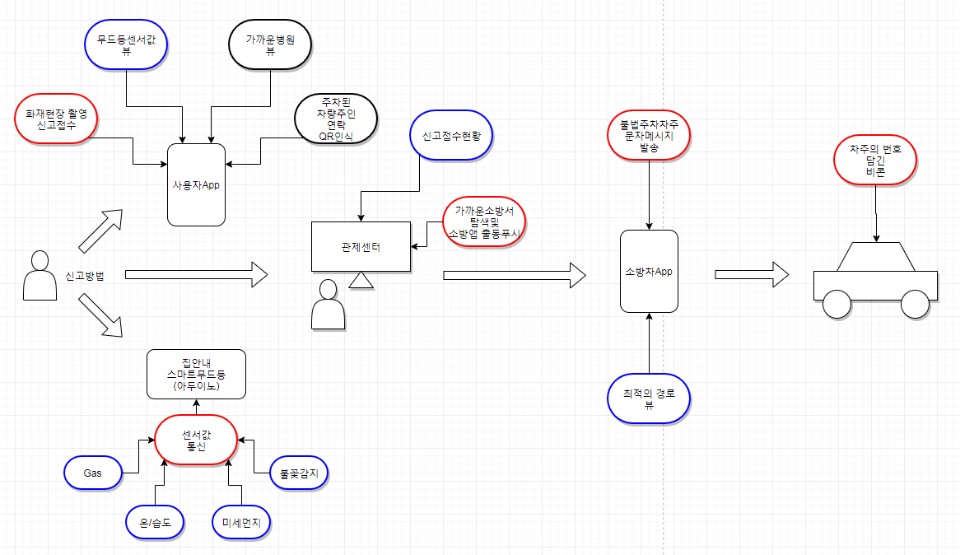 무드등센서값
뷰
가까운병원
뷰
화재현장 촬영
신고접수
주차된
차량주인
연락
QR인식
사용자App
신고접수현황
불법주차차주
문자메시지
발송
차주의 번호
담긴
비콘
가까운소방서
탐색및
소방앱 출동푸시
관제센터
신고방법
소방자App
집안내
스마트무드등
(아두이노)
최적의 경로
뷰
센서값
통신
Gas
불꽃감지
온/습도
미세먼지